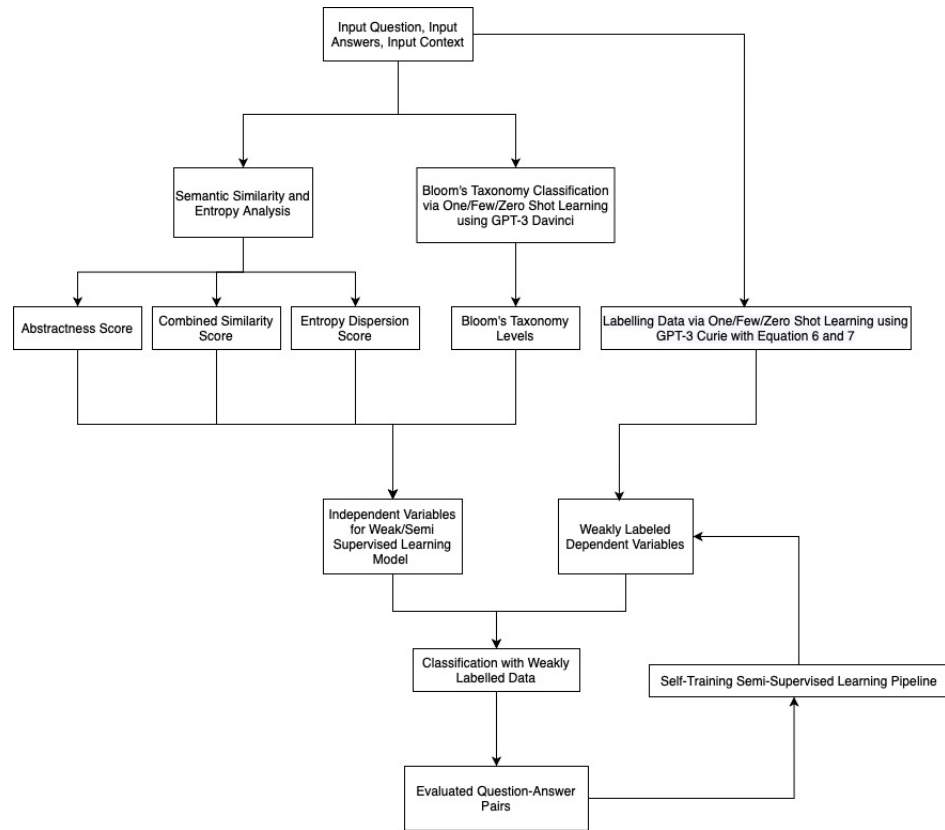 Input Question, Input
Answers, Input Context
Semantic Similarity and
Entropy Analysis
Bloom's Taxonomy Classification
via One/Few/Zero Shot Learning
using GPT-3 Davinci
Abstractness Score
Combined Similarity
Score
Entropy Dispersion
Score
Bloom's Taxonomy
Levels
Labelling Data via One/Few/Zero Shot Learning using
GPT-3 Curie with Equation 6 and 7
Independent Variables
for Weak/Semi
Supervised Learning
Model
Weakly Labeled
Dependent Variables
Classification with Weakly
Labelled Data
Self-Training Semi-Supervised Learning Pipeline
Evaluated Question-Answer
Pairs